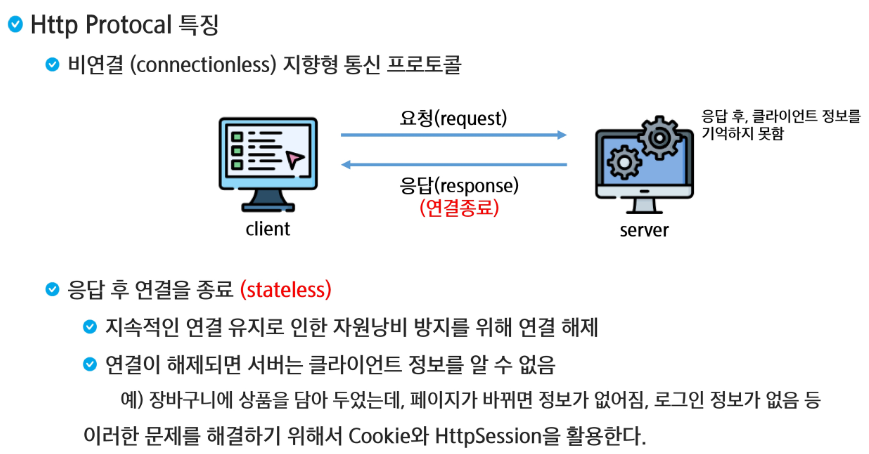 Http Protocal 특징
비연결 (connectionless) 지향형 통신 프로토콜
요청(request)
응답 후, 클라이언트 정보를
기억하지 못함
응답(response)
(연결종료)
client
server
응답 후 연결을 종료 (stateless)
지속적인 연결 유지로 인한 자원낭비 방지를 위해 연결 해제
연결이 해제되면 서버는 클라이언트 정보를 알 수 없음
예) 장바구니에 상품을 담아 두었는데, 페이지가 바뀌면 정보가 없어짐, 로그인 정보가 없음 등
이러한 문제를 해결하기 위해서 Cookie와 HttpSession을 활용한다.